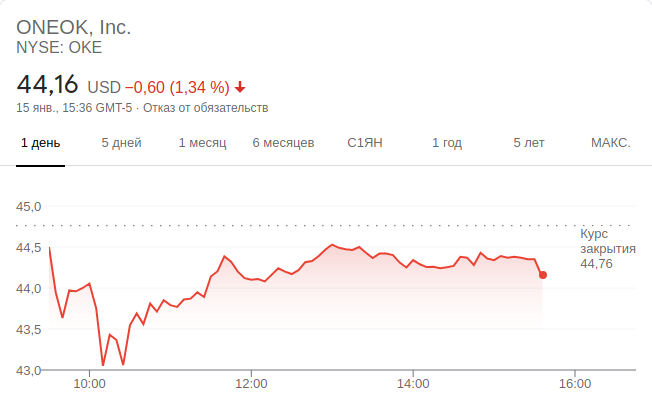 ONEOK, Inc.
NYSE: OKE
44,16 USD −0,60 (1,34 %)
15 янв., 15:36 GMT-5 · Отказ от обязательств
1 день 5 дней 1 месяц 6 месяцев С1ЯН 1 год 5 лет МАКС.
45,0
Курс
закрытия
44,76
44,5
44,0
43,5
43,0
10:00 12:00 14:00 16:00